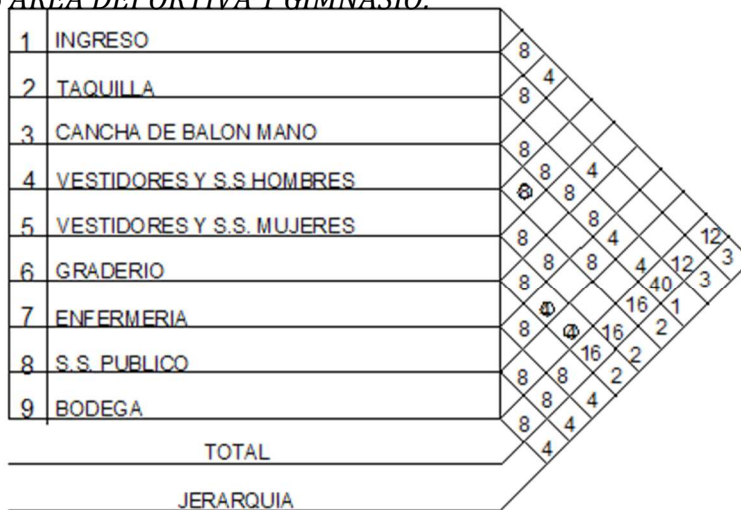 AREA DEPORTIVA Y GIMNASIO.
1 INGRESO
8
4
2 TAQUILLA
8
3 CANCHA DE BALON MANO
8
8 4
4 VESTIDORES Y S.S HOMBRES
8
8
5 VESTIDORES Y S.S. MUJERES
8 4 12
8
8 8 4 12 3
6 GRADERIO
8 40 3
16 1
7 ENFERMERIA
8 16 2
16 2
8 S.S. PUBLICO
8 8 2
8 4
9 BODEGA
8 4
TOTAL
4
JERARQUIA